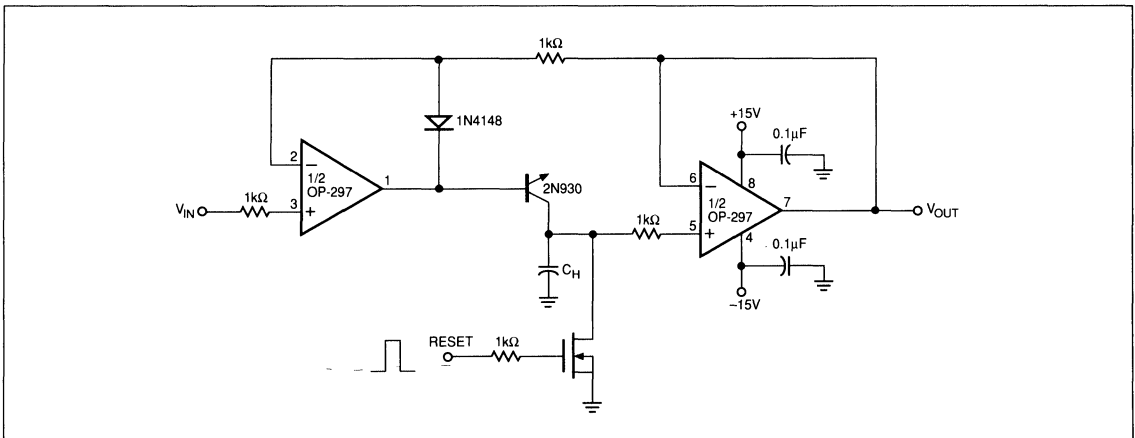 1kΩ
+15V
1N4148
0.1µF
2
−
1/2
OP-297
1
6
−
8
2N930
1/2
OP-297
7
VIN
1kΩ
3
+
VOUT
1kΩ
5
+
4
0.1µF
CH
−15V
RESET
1kΩ